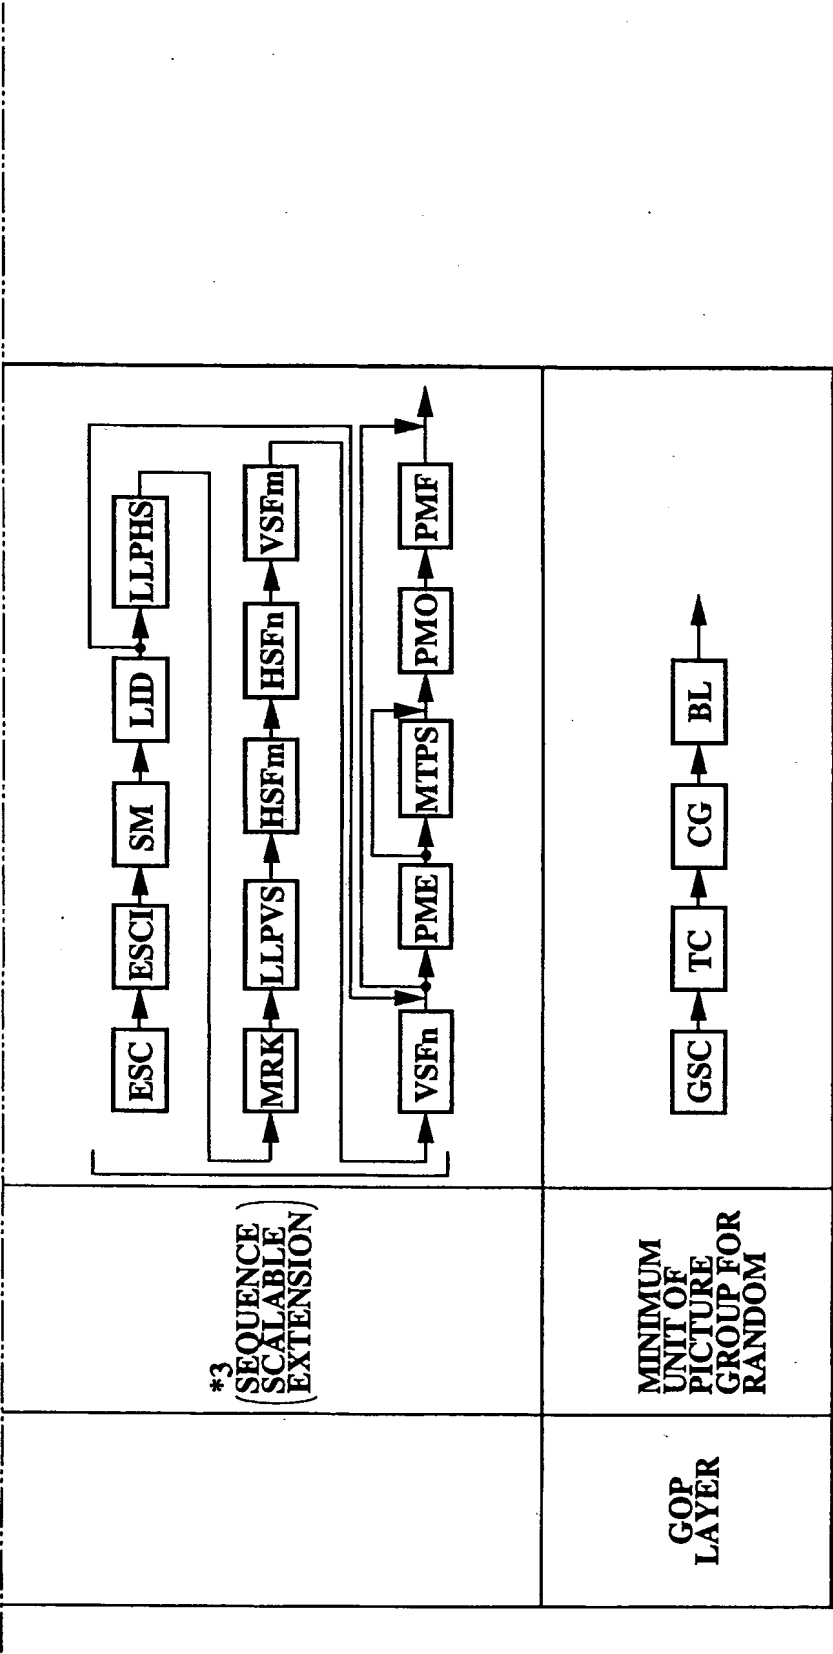 *3
(SEQUENCE
SCALABLE
EXTENSION)
ESC
ESCI
SM
LID
LLPHS
MRK
LLPVS
HSFm
HSFn
VSFm
VSFn
PME
MTPS
PMO
PMF
GOP
LAYER
MINIMUM
UNIT OF
PICTURE
GROUP FOR
RANDOM
GSC
TC
CG
BL